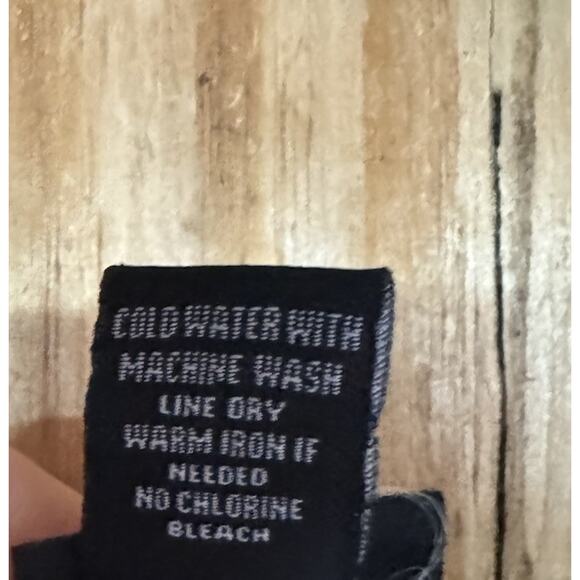 COLD WATER WITH
MACHINE WASH
LINE DRY
WARM IRON IF
NEEDED
NO CHLORINE
BLEACH